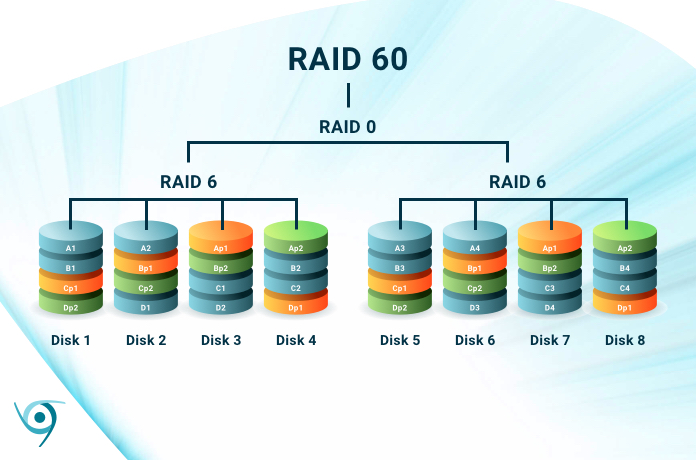 RAID 60
RAID 0
RAID 6 RAID 6
A1 A2 Ap1 Ap2 A3 A4 Ap1 Ap2
B1 Bp1 Bp2 B2 B3 Bp1 Bp2 B4
Cp1 Cp2 C1 C2 Cp1 Cp2 C3 C4
Dp2 D1 D2 Dp1 Dp2 D3 D4 Dp1
Disk 1 Disk 2 Disk 3 Disk 4 Disk 5 Disk 6 Disk 7 Disk 8